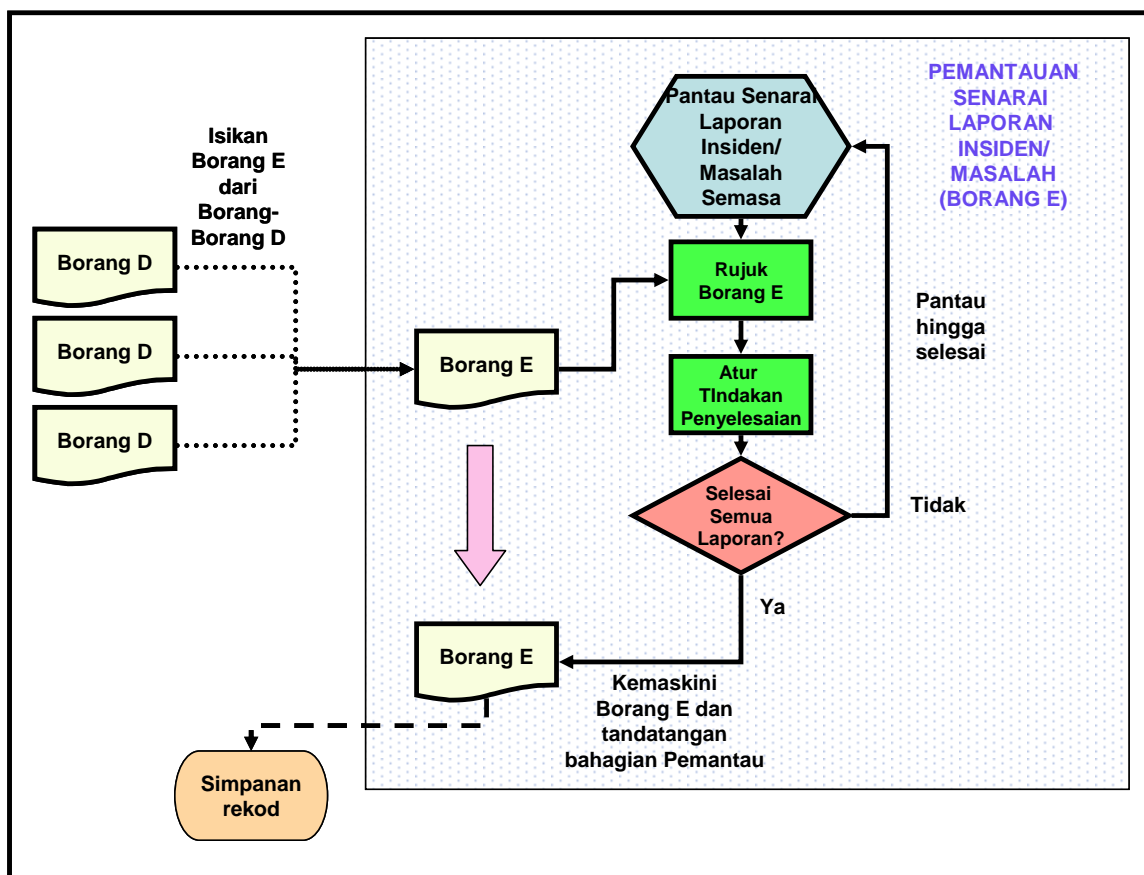 PEMANTAUAN
SENARAI
LAPORAN
INSIDEN/
MASALAH
(BORANG E)
Pantau Senarai
Laporan
Insiden/
Masalah
Semasa
Isikan
Borang E
dari
Borang-
Borang D
Borang D
Borang D
Borang D
Borang E
Rujuk
Borang E
Atur
TIndakan
Penyelesaian
Pantau
hingga
selesai
Selesai
Semua
Laporan?
Tidak
Ya
Borang E
Kemaskini
Borang E dan
tandatangan
bahagian Pemantau
Simpanan
rekod